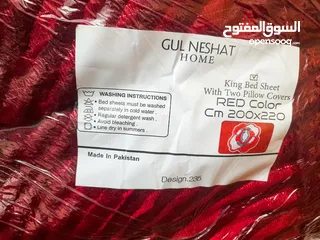 السوق المفتوح
opensooq.com
GUL NESHAT
HOME
WASHING INSTRUCTIONS
• Bed sheets must be washed
separately in cold water.
• Regular detergent wash.
• Avoid bleaching.
• Line dry in summers.
King Bed Sheet
With Two Pillow Covers
RED Color
Cm 200x220
Made In Pakistan
Design.235